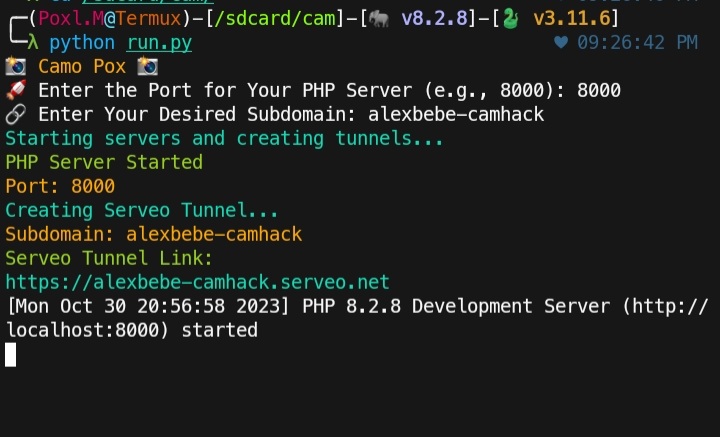 (Poxl.M@Termux)-[/sdcard/cam]-[🐘 v8.2.8]-[🐍 v3.11.6]
λ python run.py ♥ 09:26:42 PM
📸 Camo Pox 📸
🚀 Enter the Port for Your PHP Server (e.g., 8000): 8000
🔗 Enter Your Desired Subdomain: alexbebe-camhack
Starting servers and creating tunnels...
PHP Server Started
Port: 8000
Creating Serveo Tunnel...
Subdomain: alexbebe-camhack
Serveo Tunnel Link:
https://alexbebe-camhack.serveo.net
[Mon Oct 30 20:56:58 2023] PHP 8.2.8 Development Server (http://
localhost:8000) started